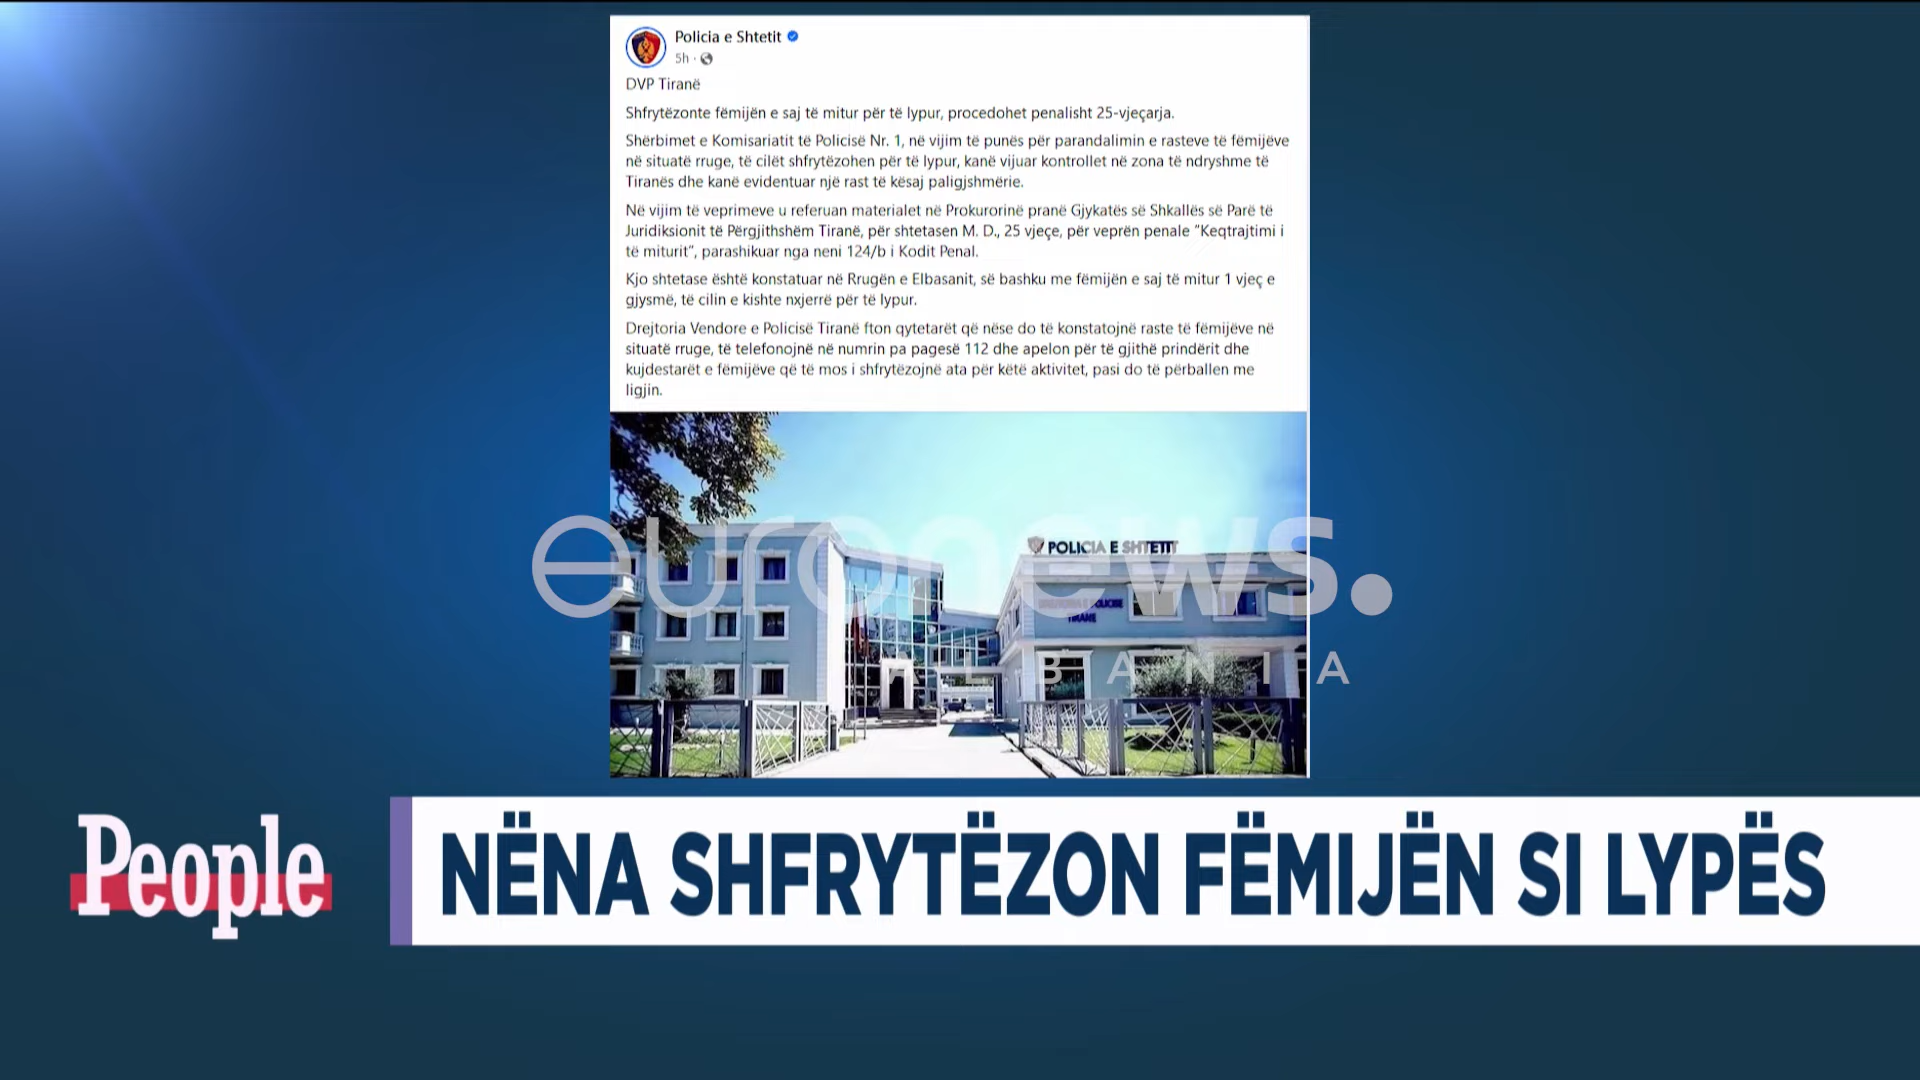 Policia e Shtetit
5h ·
DVP Tiranë
Shfrytëzonte fëmijën e saj të mitur për të lypur, procedohet penalisht 25-vjeçarja.
Shërbimet e Komisariatit të Policisë Nr. 1, në vijim të punës për parandalimin e rasteve të fëmijëve
në situatë rruge, të cilët shfrytëzohen për të lypur, kanë vijuar kontrollet në zona të ndryshme të
Tiranës dhe kanë evidentuar një rast të kësaj paligjshmërie.
Në vijim të veprimeve u referuan materialet në Prokurorinë pranë Gjykatës së Shkallës së Parë të
Juridiksionit të Përgjithshëm Tiranë, për shtetasen M. D., 25 vjeçe, për veprën penale “Keqtrajtimi i
të miturit”, parashikuar nga neni 124/b i Kodit Penal.
Kjo shtetase është konstatuar në Rrugën e Elbasanit, së bashku me fëmijën e saj të mitur 1 vjeç e
gjysmë, të cilin e kishte nxjerrë për të lypur.
Drejtoria Vendore e Policisë Tiranë fton qytetarët që nëse do të konstatojnë raste të fëmijëve në
situatë rruge, të telefonojnë në numrin pa pagesë 112 dhe apelon për të gjithë prindërit dhe
kujdestarët e fëmijëve që të mos i shfrytëzojnë ata për këtë aktivitet, pasi do të përballen me
ligjin.
POLICIA E SHTETIT
DREJTORIA E POLICISE
TIRANE
euronews.
ALBANIA
People
NËNA SHFRYTËZON FËMIJËN SI LYPËS